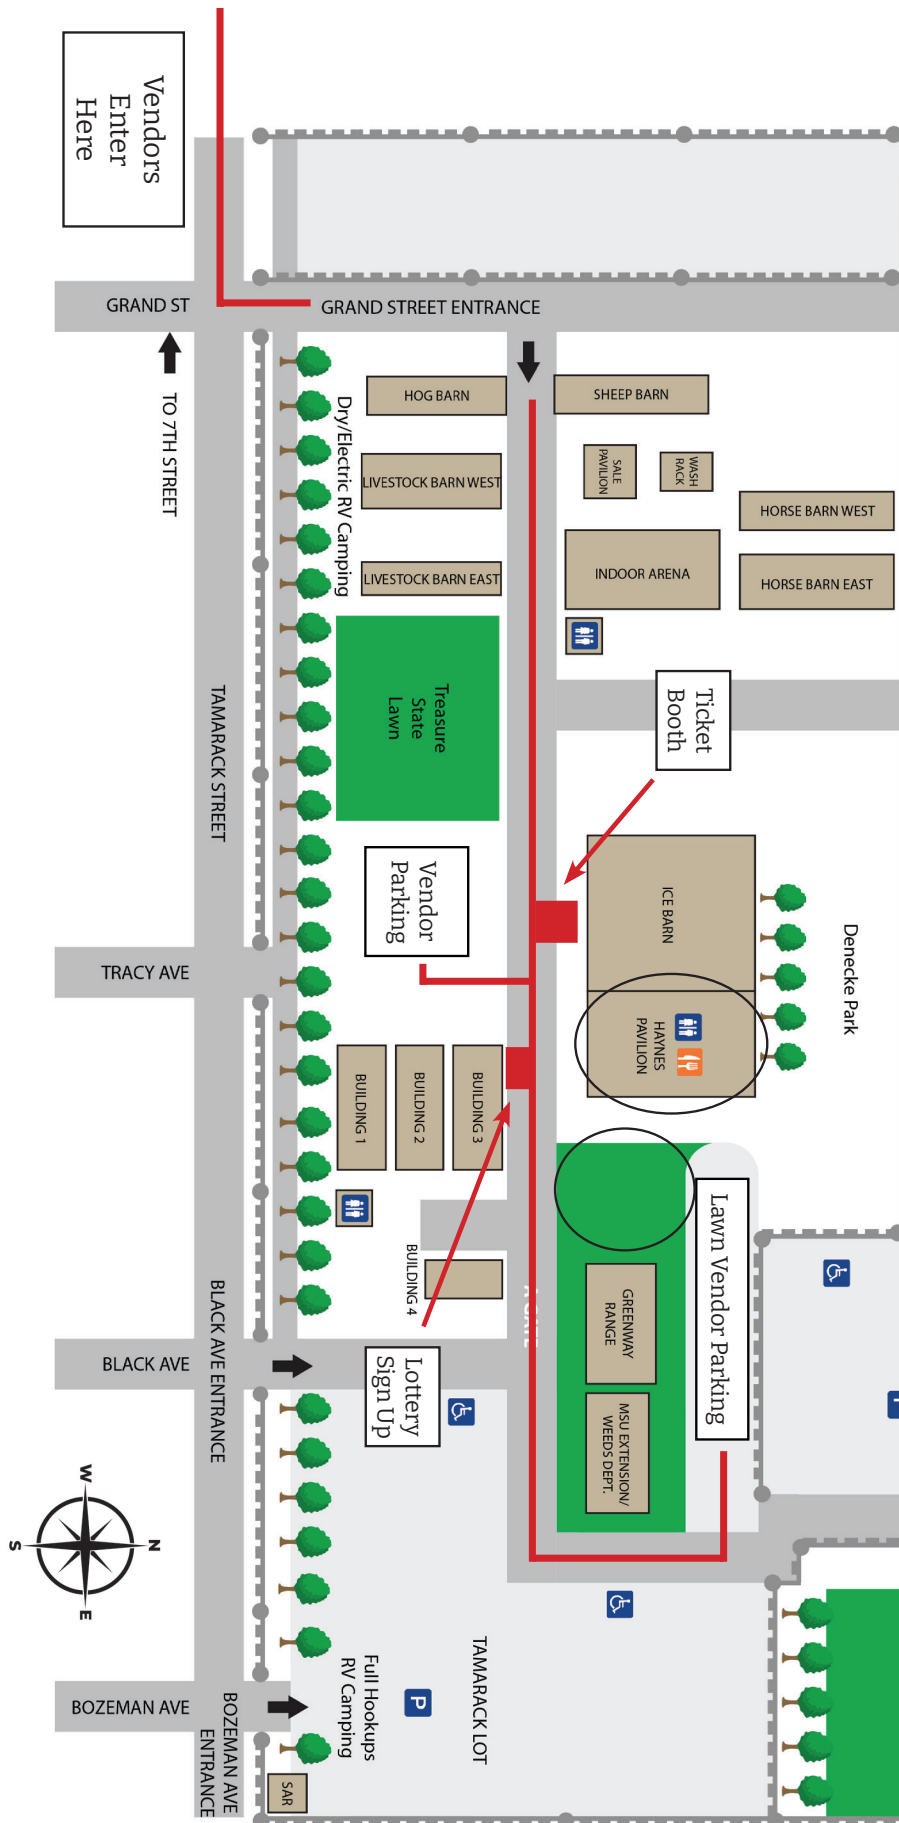 Vendors
Enter
Here
GRAND ST
GRAND STREET ENTRANCE
TO 7TH STREET
HOG BARN
SHEEP BARN
Dry/Electric RV Camping
LIVESTOCK BARN WEST
SALE
PAVILION
WASH
RACK
HORSE BARN WEST
LIVESTOCK BARN EAST
INDOOR ARENA
HORSE BARN EAST
TAMARACK STREET
Treasure
State
Lawn
Ticket
Booth
Vendor
Parking
ICE BARN
Denecke Park
TRACY AVE
HAYNES
PAVILION
BUILDING 1
BUILDING 2
BUILDING 3
Lawn Vendor Parking
BUILDING 4
A GATE
GREENWAY
RANGE
BLACK AVE
BLACK AVE ENTRANCE
Lottery
Sign Up
MSU EXTENSION/
WEEDS DEPT.
W
S
N
E
TAMARACK LOT
Full Hookups
RV Camping
P
BOZEMAN AVE
BOZEMAN AVE
ENTRANCE
SAR